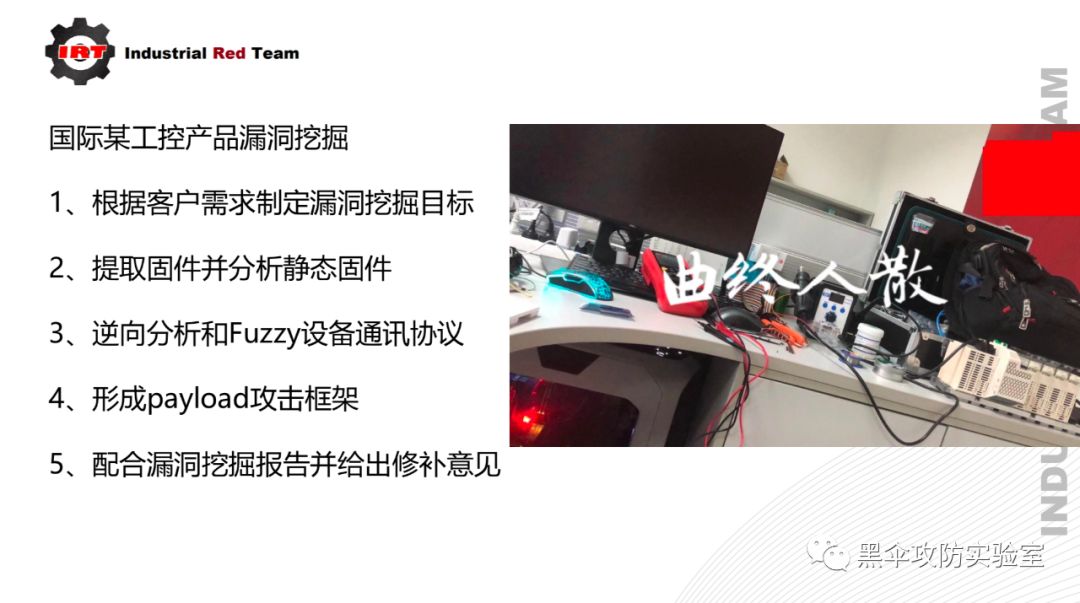 IRT
Industrial Red Team
国际某工控产品漏洞挖掘
1、根据客户需求制定漏洞挖掘目标
2、提取固件并分析静态固件
3、逆向分析和Fuzzy设备通讯协议
4、形成payload攻击框架
5、配合漏洞挖掘报告并给出修补意见
曲终人散
AM
INDU
黑伞攻防实验室